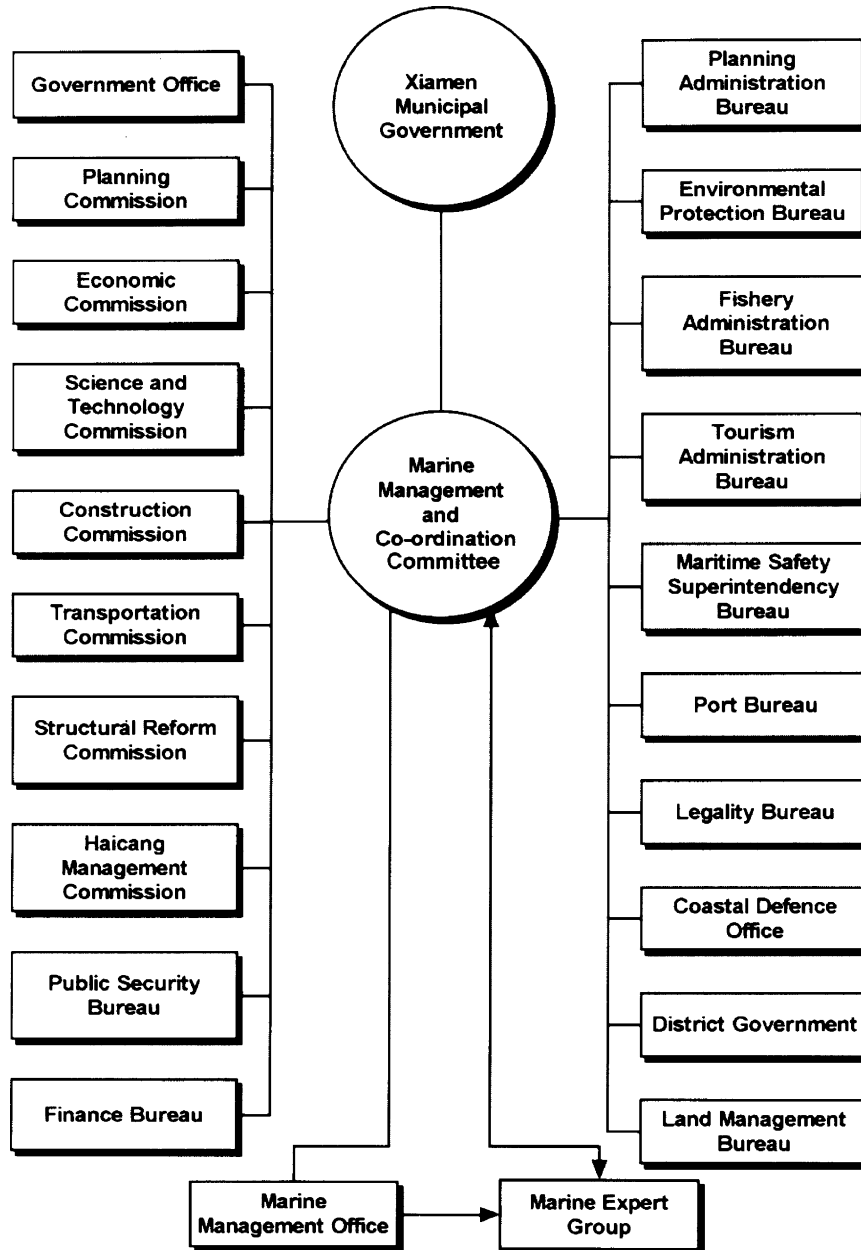 Government Office
Planning
Commission
Economic
Commission
Science and
Technology
Commission
Construction
Commission
Transportation
Commission
Structural Reform
Commission
Haicang
Management
Commission
Public Security
Bureau
Finance Bureau
Xiamen
Municipal
Government
Marine
Management
and
Co-ordination
Committee
Planning
Administration
Bureau
Environmental
Protection Bureau
Fishery
Administration
Bureau
Tourism
Administration
Bureau
Maritime Safety
Superintendency
Bureau
Port Bureau
Legality Bureau
Coastal Defence
Office
District Government
Land Management
Bureau
Marine
Management Office
Marine Expert
Group